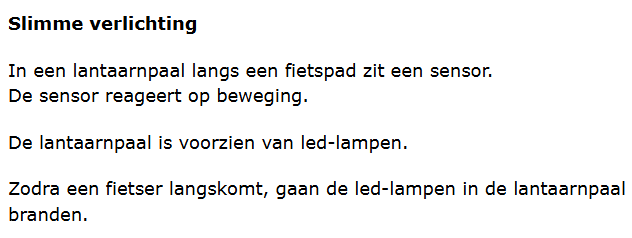 Slimme verlichting
In een lantaarnpaal langs een fietspad zit een sensor.
De sensor reageert op beweging.
De lantaarnpaal is voorzien van led-lampen.
Zodra een fietser langskomt, gaan de led-lampen in de lantaarnpaal
branden.